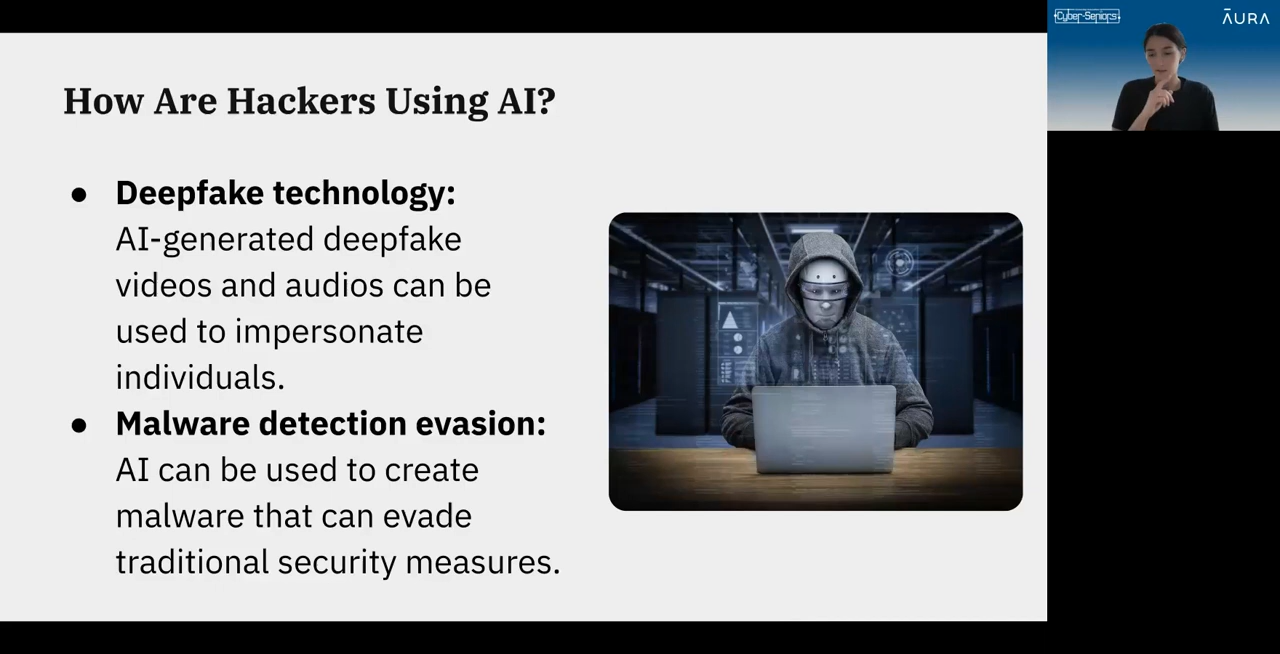 How Are Hackers Using AI?
● Deepfake technology:
AI-generated deepfake
videos and audios can be
used to impersonate
individuals.
● Malware detection evasion:
AI can be used to create
malware that can evade
traditional security measures.
Cyber-Seniors
ĀURA